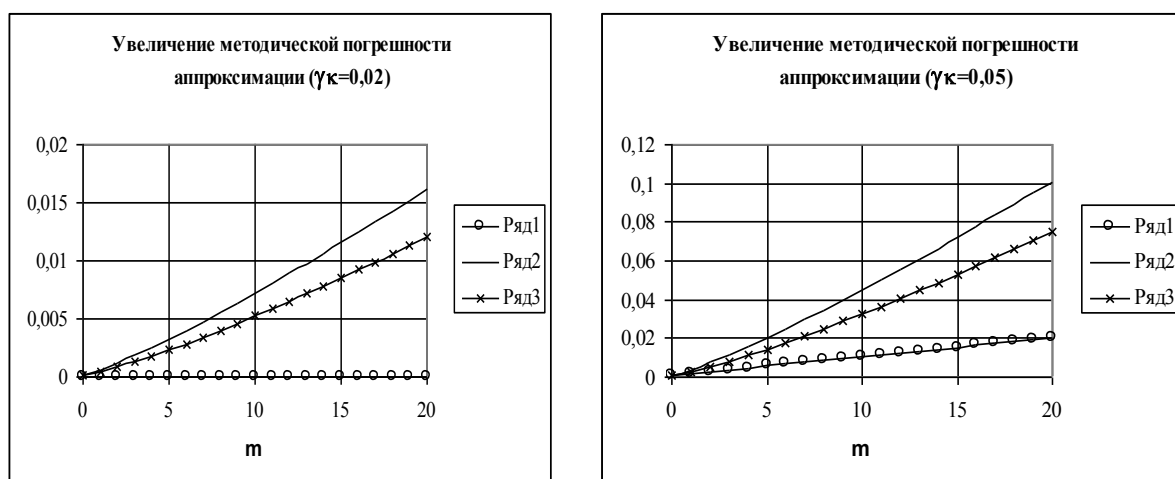 Увеличение методической погрешности
аппроксимации (γκ=0,02)
0,02
0,015
0,01
0,005
0
0 5 10 15 20
m
Ряд1
Ряд2
Ряд3
Увеличение методической погрешности
аппроксимации (γκ=0,05)
0,12
0,1
0,08
0,06
0,04
0,02
0
0 5 10 15 20
m
Ряд1
Ряд2
Ряд3